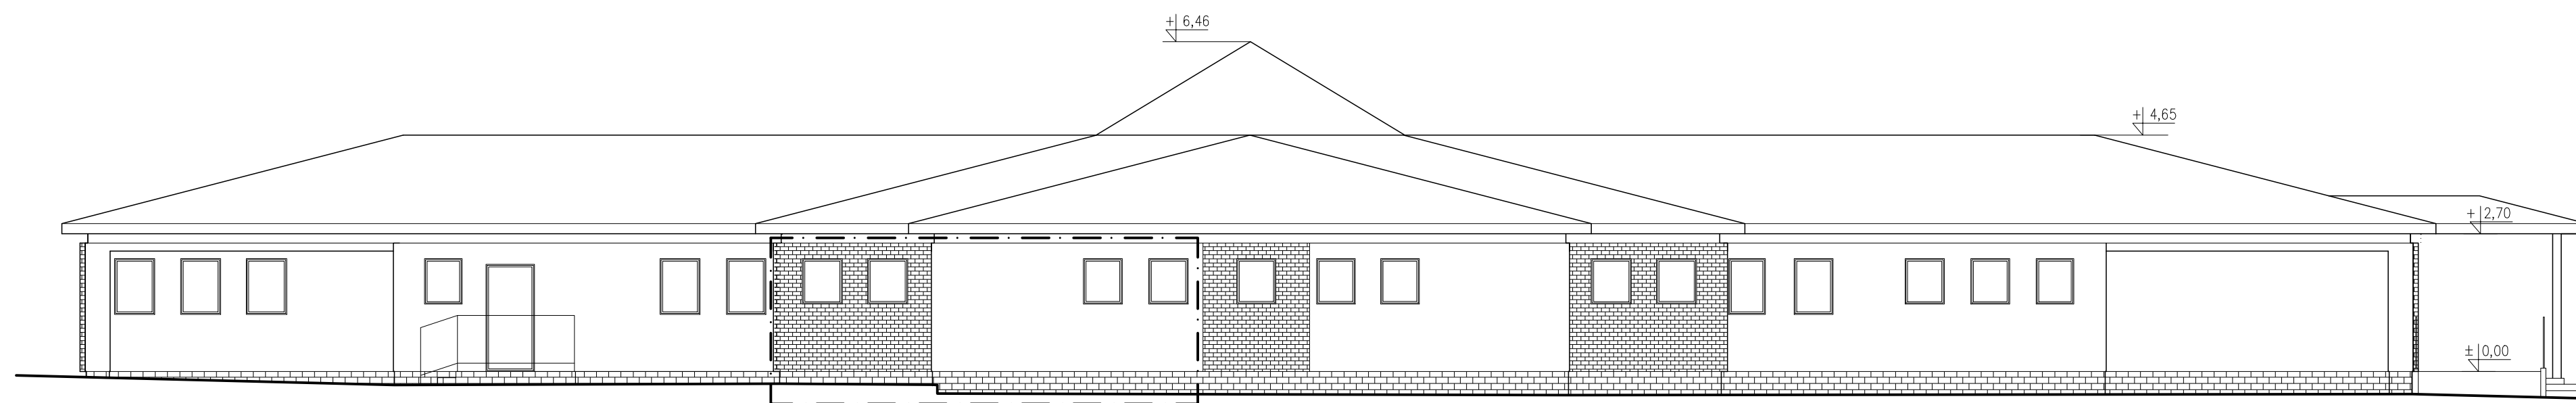 + 6,46
+ 4,65
+ 2,70
± 0,00